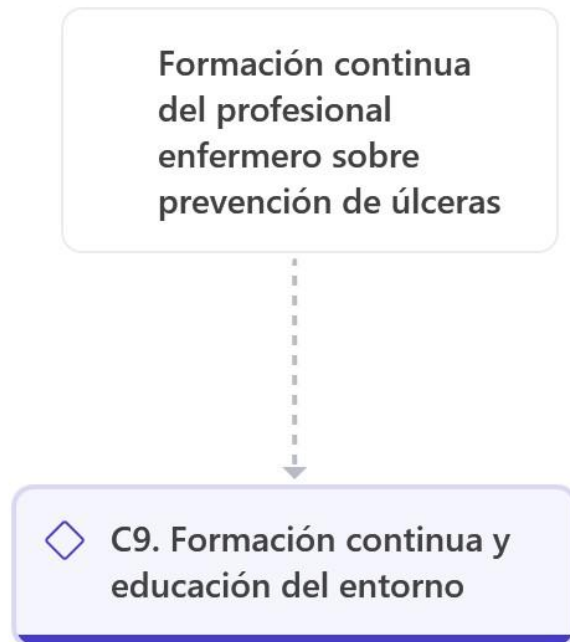 Formación continua
del profesional
enfermero sobre
prevención de úlceras
C9. Formación continua y
educación del entorno